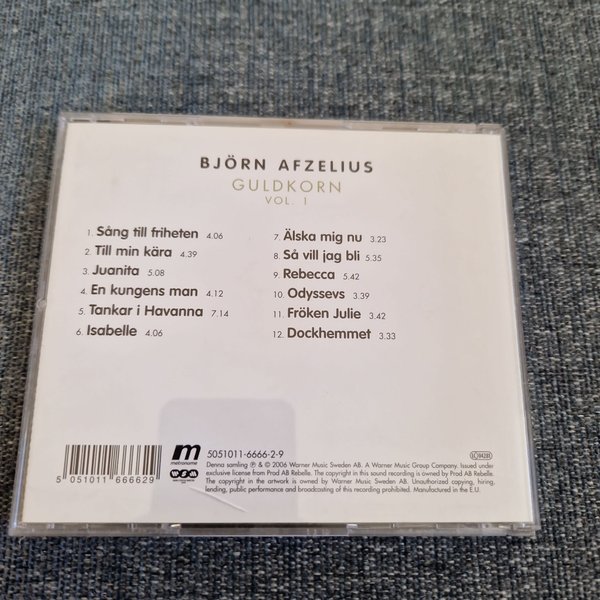 BJÖRN AFZELIUS
GULDKORN
VOL. 1
1. Sång till friheten 4.06
2. Till min kära 4.39
3. Juanita 5.08
4. En kungens man 4.12
5. Tankar i Havanna 7.14
6. Isabelle 4.06
7. Älska mig nu 3.23
8. Så vill jag bli 5.35
9. Rebecca 5.42
10. Odyssevs 3.39
11. Fröken Julie 3.42
12. Dockhemmet 3.33
5 051011 666629
m
metronome
5051011-6666-2-9
Denna samling ℗ & © 2006 Warner Music Sweden AB. A Warner Music Group Company. Issued under
exclusive license from Prod AB Rebelle. The copyright in this sound recording is owned by Prod AB Rebelle.
The copyright in the artwork is owned by Warner Music Sweden AB. Unauthorized copying, hiring,
lending, public performance and broadcasting of this recording prohibited. Manufactured in the E.U.